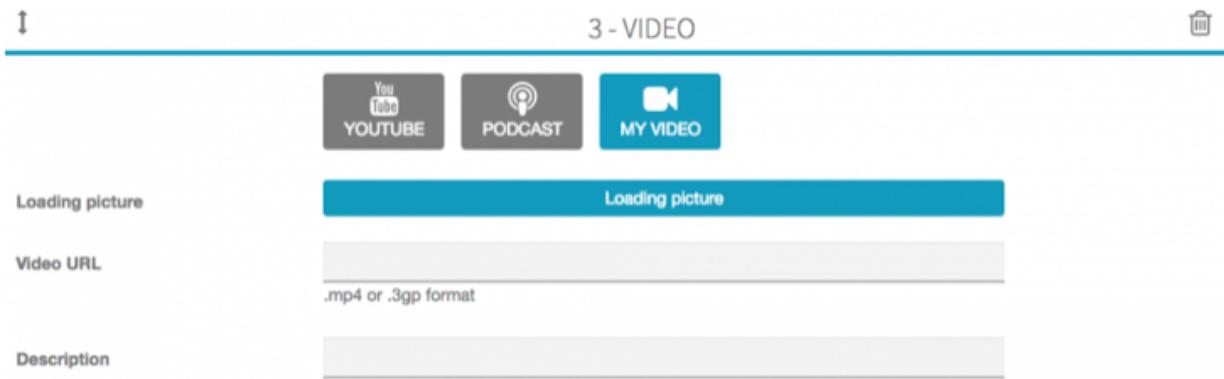 3 - VIDEO
You
Tube
YOUTUBE
PODCAST
MY VIDEO
Loading picture
Loading picture
Video URL
.mp4 or .3gp format
Description